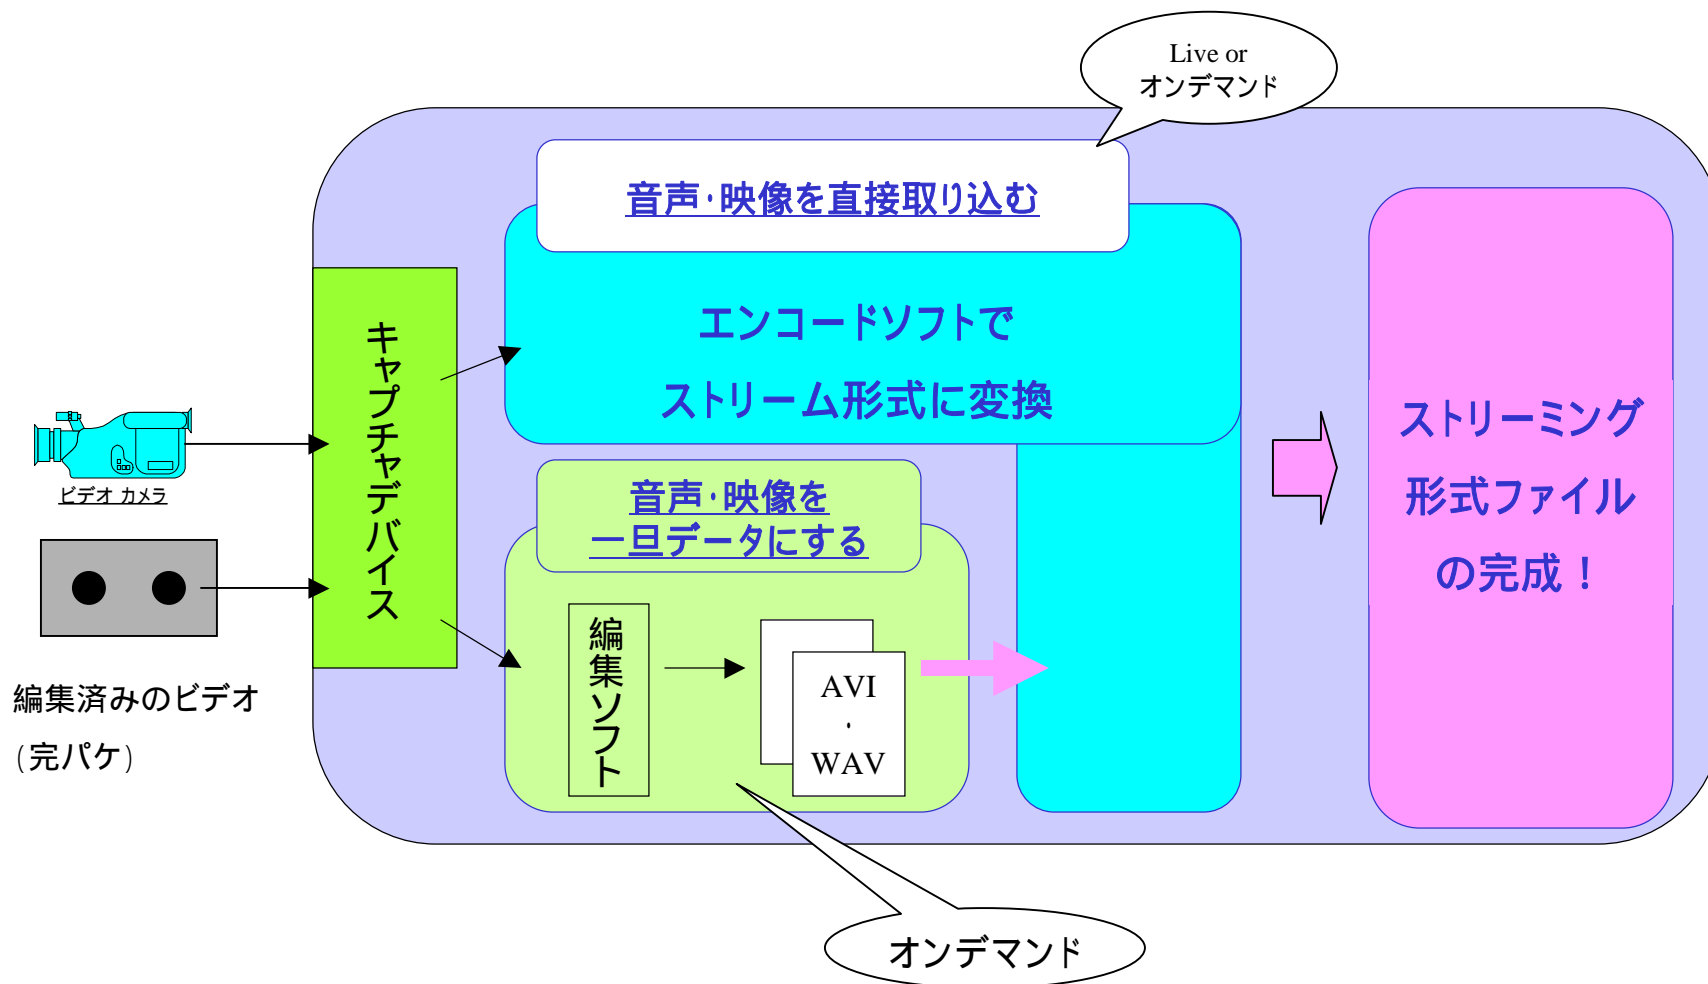 Live or
オンデマンド
音声・映像を直接取り込む
エンコードソフトで
ストリーム形式に変換
キャプチャデバイス
ビデオ カメラ
音声・映像を
一旦データにする
編集ソフト
AVI
・
WAV
編集済みのビデオ
(完パケ)
ストリーミング
形式ファイル
の完成！
オンデマンド